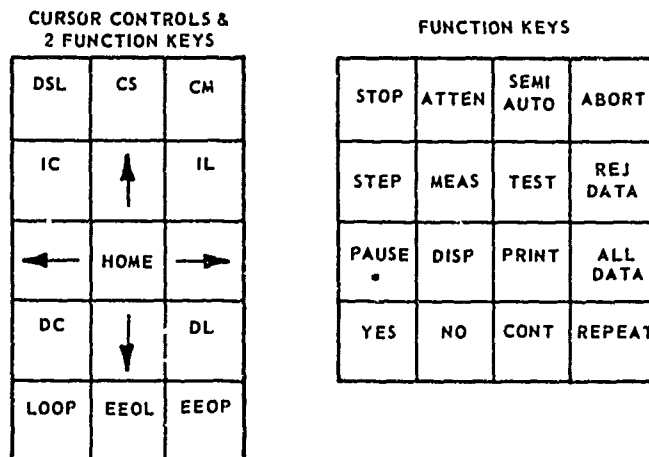 CURSOR CONTROLS &
2 FUNCTION KEYS
DSL CS CM
IC IL
HOME
DC DL
LOOP EEOL EEOP
FUNCTION KEYS
STOP ATTEN SEMI AUTO ABORT
STEP MEAS TEST REJ DATA
PAUSE DISP PRINT ALL DATA
YES NO CONT REPEAT